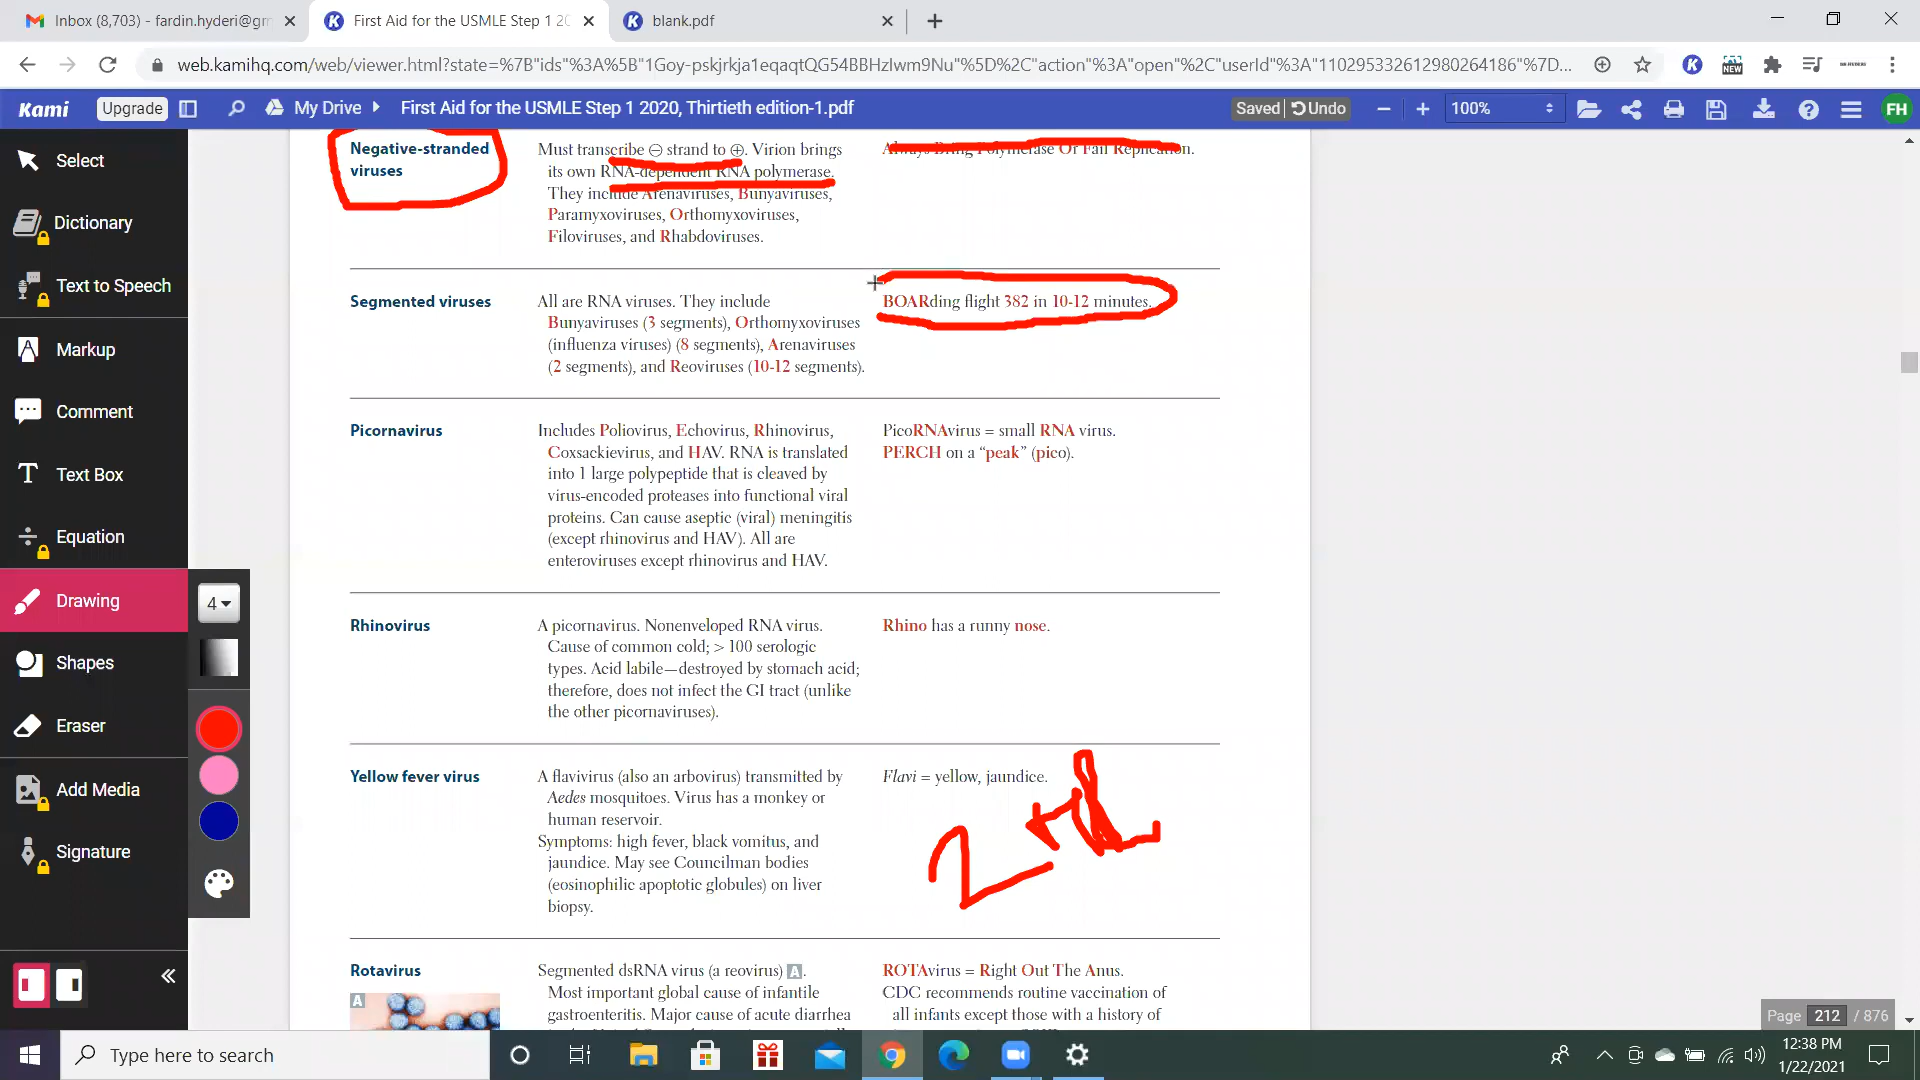 Inbox (8,703) - fardin.hyderi@gm
First Aid for the USMLE Step 1 20
blank.pdf
web.kamihq.com/web/viewer.html?state=%7B"ids"%3A%5B"1Goy-pskjrkja1eqaqtQG54BBHzlwm9Nu"%5D%2C"action"%3A"open"%2C"userId"%3A"110295332612980264186"%7D...
NEW
Kami
Upgrade
My Drive
First Aid for the USMLE Step 1 2020, Thirtieth edition-1.pdf
Saved
Undo
100%
FH
Select
Dictionary
Text to Speech
Markup
Comment
Text Box
Equation
Drawing
Shapes
Eraser
Add Media
Signature
4
Negative-stranded viruses
Must transcribe ⊖ strand to ⊕. Virion brings
its own RNA-dependent RNA polymerase.
They include Arenaviruses, Bunyaviruses,
Paramyxoviruses, Orthomyxoviruses,
Filoviruses, and Rhabdoviruses.
Always Bring Polymerase Or Fail Replication.
Segmented viruses
All are RNA viruses. They include
Bunyaviruses (3 segments), Orthomyxoviruses
(influenza viruses) (8 segments), Arenaviruses
(2 segments), and Reoviruses (10-12 segments).
BOARding flight 382 in 10-12 minutes.
Picornavirus
Includes Poliovirus, Echovirus, Rhinovirus,
Coxsackievirus, and HAV. RNA is translated
into 1 large polypeptide that is cleaved by
virus-encoded proteases into functional viral
proteins. Can cause aseptic (viral) meningitis
(except rhinovirus and HAV). All are
enteroviruses except rhinovirus and HAV.
PicoRNAvirus = small RNA virus.
PERCH on a “peak” (pico).
Rhinovirus
A picornavirus. Nonenveloped RNA virus.
Cause of common cold; > 100 serologic
types. Acid labile—destroyed by stomach acid;
therefore, does not infect the GI tract (unlike
the other picornaviruses).
Rhino has a runny nose.
Yellow fever virus
A flavivirus (also an arbovirus) transmitted by
Aedes mosquitoes. Virus has a monkey or
human reservoir.
Symptoms: high fever, black vomitus, and
jaundice. May see Councilman bodies
(eosinophilic apoptotic globules) on liver
biopsy.
Flavi = yellow, jaundice.
Rotavirus
A
Segmented dsRNA virus (a reovirus) A.
Most important global cause of infantile
gastroenteritis. Major cause of acute diarrhea
ROTAvirus = Right Out The Anus.
CDC recommends routine vaccination of
all infants except those with a history of
Page 212 / 876
Type here to search
12:38 PM
1/22/2021